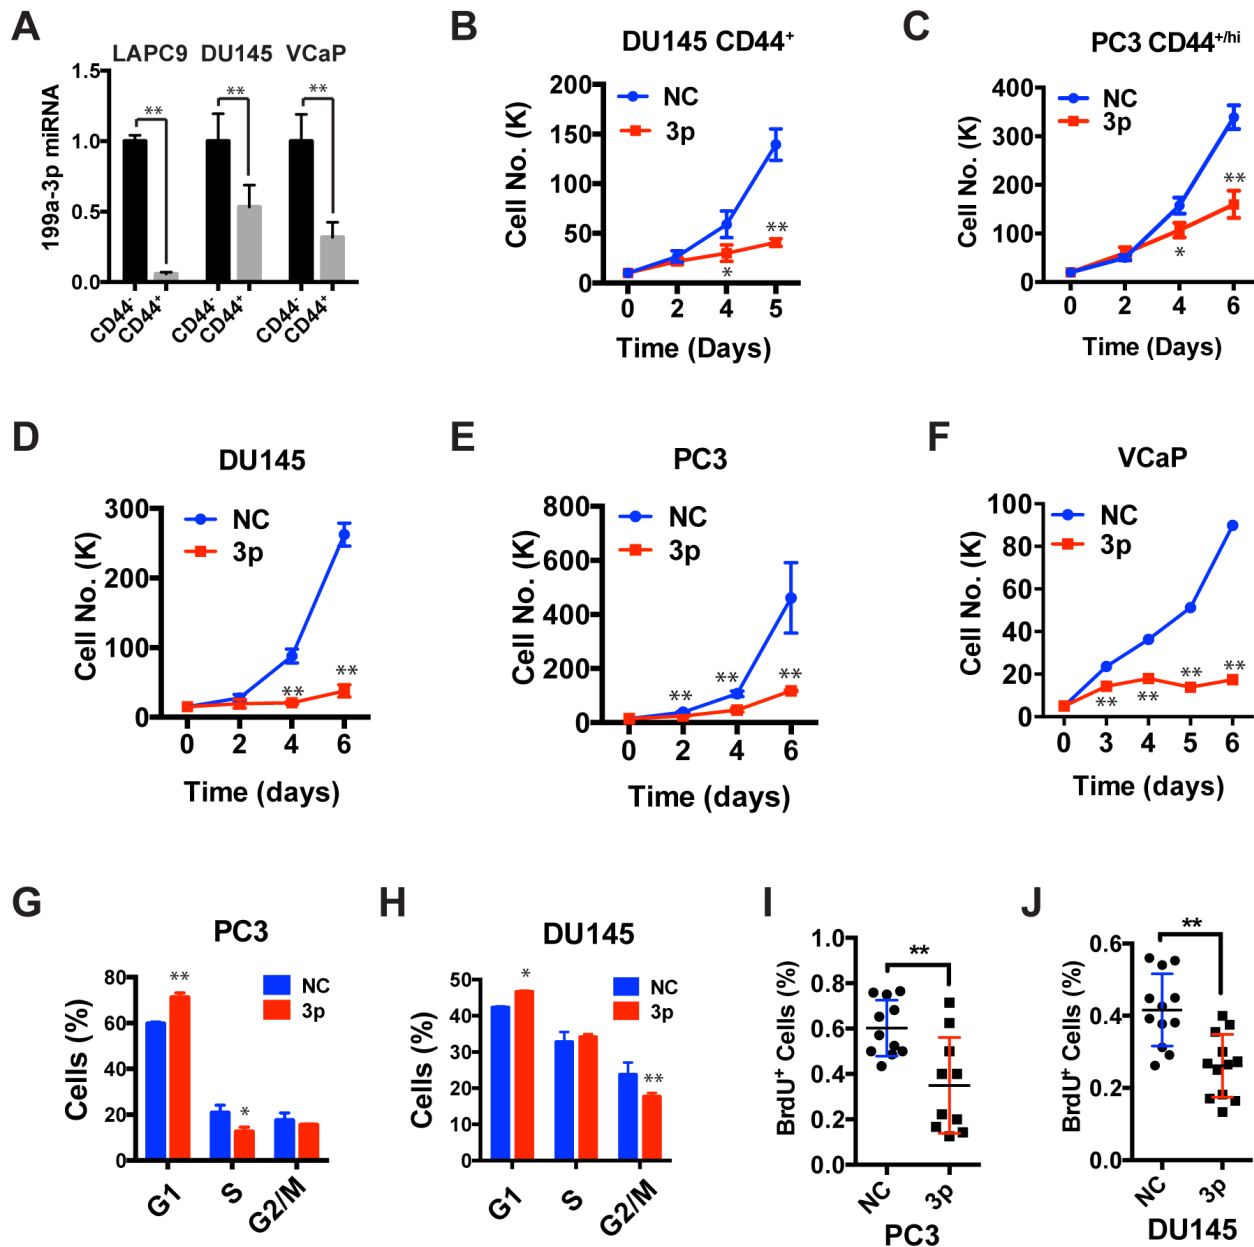 A
LAPC9 DU145 VCaP
199a-3p miRNA
1.5
1.0
0.5
0.0
**
**
**
CD44-
CD44+
CD44-
CD44+
CD44-
CD44+
B
DU145 CD44+
Cell No. (K)
200
150
100
50
0
NC
3p
*
**
0 2 4 5
Time (Days)
C
PC3 CD44+/hi
Cell No. (K)
400
300
200
100
0
NC
3p
*
**
0 2 4 6
Time (Days)
D
DU145
Cell No. (K)
300
200
100
0
NC
3p
**
**
0 2 4 6
Time (days)
E
PC3
Cell No. (K)
800
600
400
200
0
NC
3p
**
**
**
0 2 4 6
Time (days)
F
VCaP
Cell No. (K)
100
80
60
40
20
0
NC
3p
**
**
**
**
0 3 4 5 6
Time (days)
G
PC3
Cells (%)
80
60
40
20
0
NC
3p
**
*
G1
S
G2/M
H
DU145
Cells (%)
50
40
30
20
10
0
NC
3p
*
**
G1
S
G2/M
I
BrdU+ Cells (%)
1.0
0.8
0.6
0.4
0.2
0.0
**
NC
3p
PC3
J
BrdU+ Cells (%)
0.6
0.4
0.2
0.0
**
NC
3p
DU145